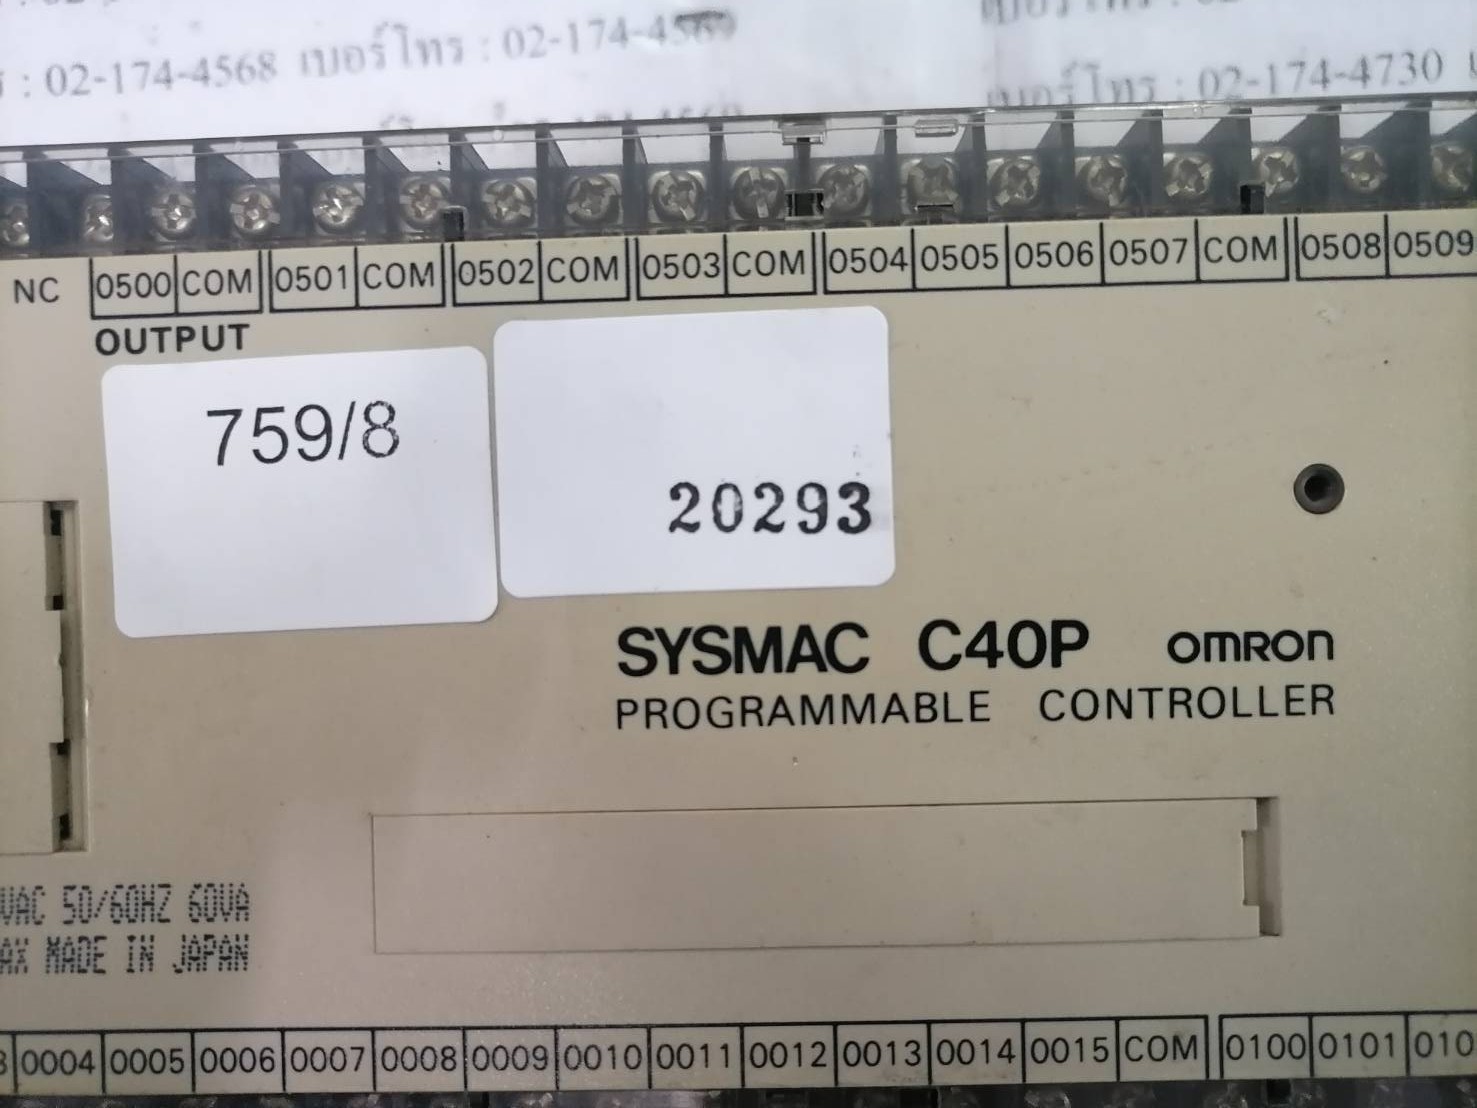 : 02-174-4568 เบอร์โทร : 02-174-4569
เบอร์โทร : 02-174-4730
NC 0500 COM 0501 COM 0502 COM 0503 COM 0504 0505 0506 0507 COM 0508 0509
OUTPUT
759/8
20293
SYSMAC C40P OMRON
PROGRAMMABLE CONTROLLER
VAC 50/60HZ 60VA
AX MADE IN JAPAN
0004 0005 0006 0007 0008 0009 0010 0011 0012 0013 0014 0015 COM 0100 0101 010